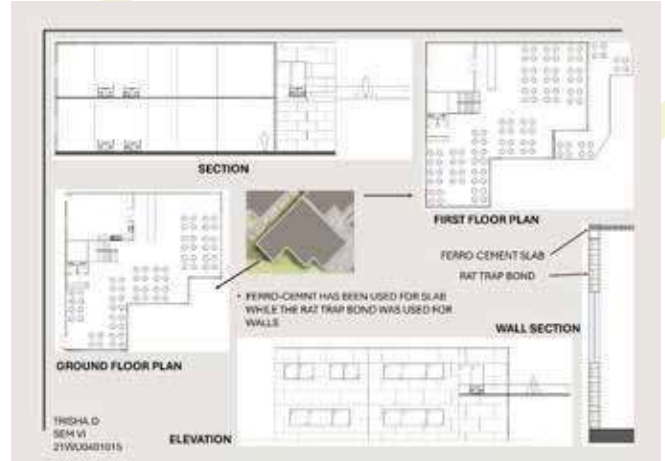 SECTION
FIRST FLOOR PLAN
FERRO-CEMENT SLAB
RAT TRAP BOND
• FERRO-CEMNT HAS BEEN USED FOR SLAB
WHILE THE RAT TRAP BOND WAS USED FOR
WALLS
WALL SECTION
GROUND FLOOR PLAN
TRISHA.D
SEM VI
21WU0401015
ELEVATION